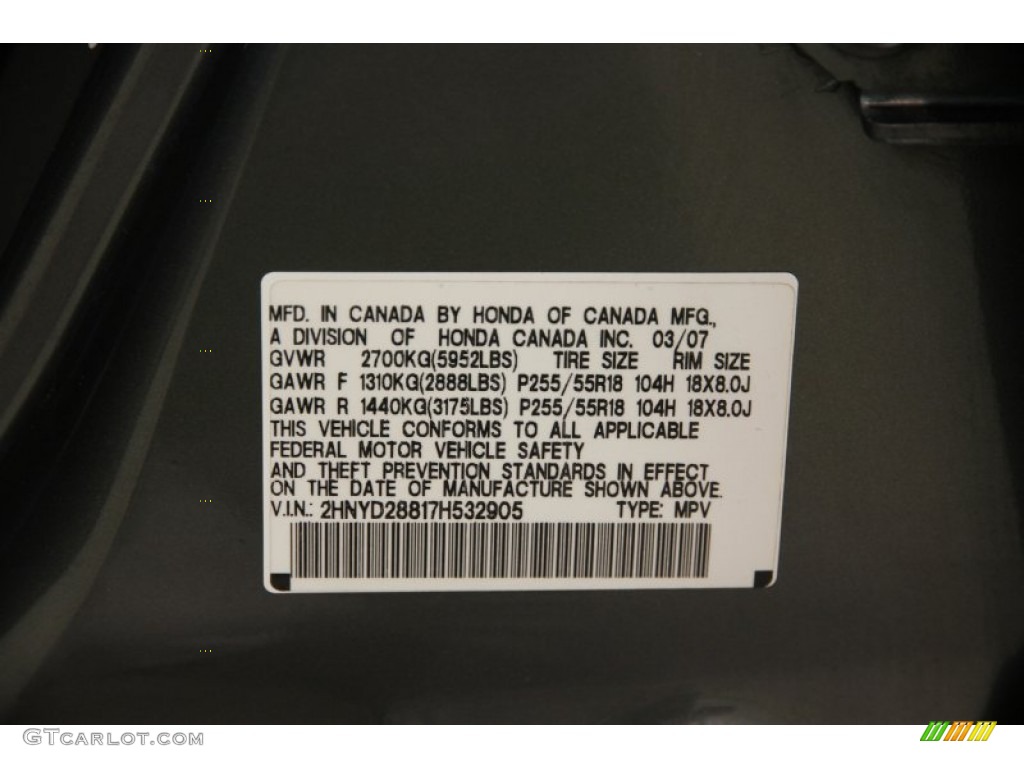 MFD. IN CANADA BY HONDA OF CANADA MFG.,
A DIVISION OF HONDA CANADA INC. 03/07
GVWR 2700KG(5952LBS) TIRE SIZE RIM SIZE
GAWR F 1310KG(2888LBS) P255/55R18 104H 18X8.0J
GAWR R 1440KG(3175LBS) P255/55R18 104H 18X8.0J
THIS VEHICLE CONFORMS TO ALL APPLICABLE
FEDERAL MOTOR VEHICLE SAFETY
AND THEFT PREVENTION STANDARDS IN EFFECT
ON THE DATE OF MANUFACTURE SHOWN ABOVE.
V.I.N.: 2HNYD28817H532905 TYPE: MPV
GTCARLOT.COM